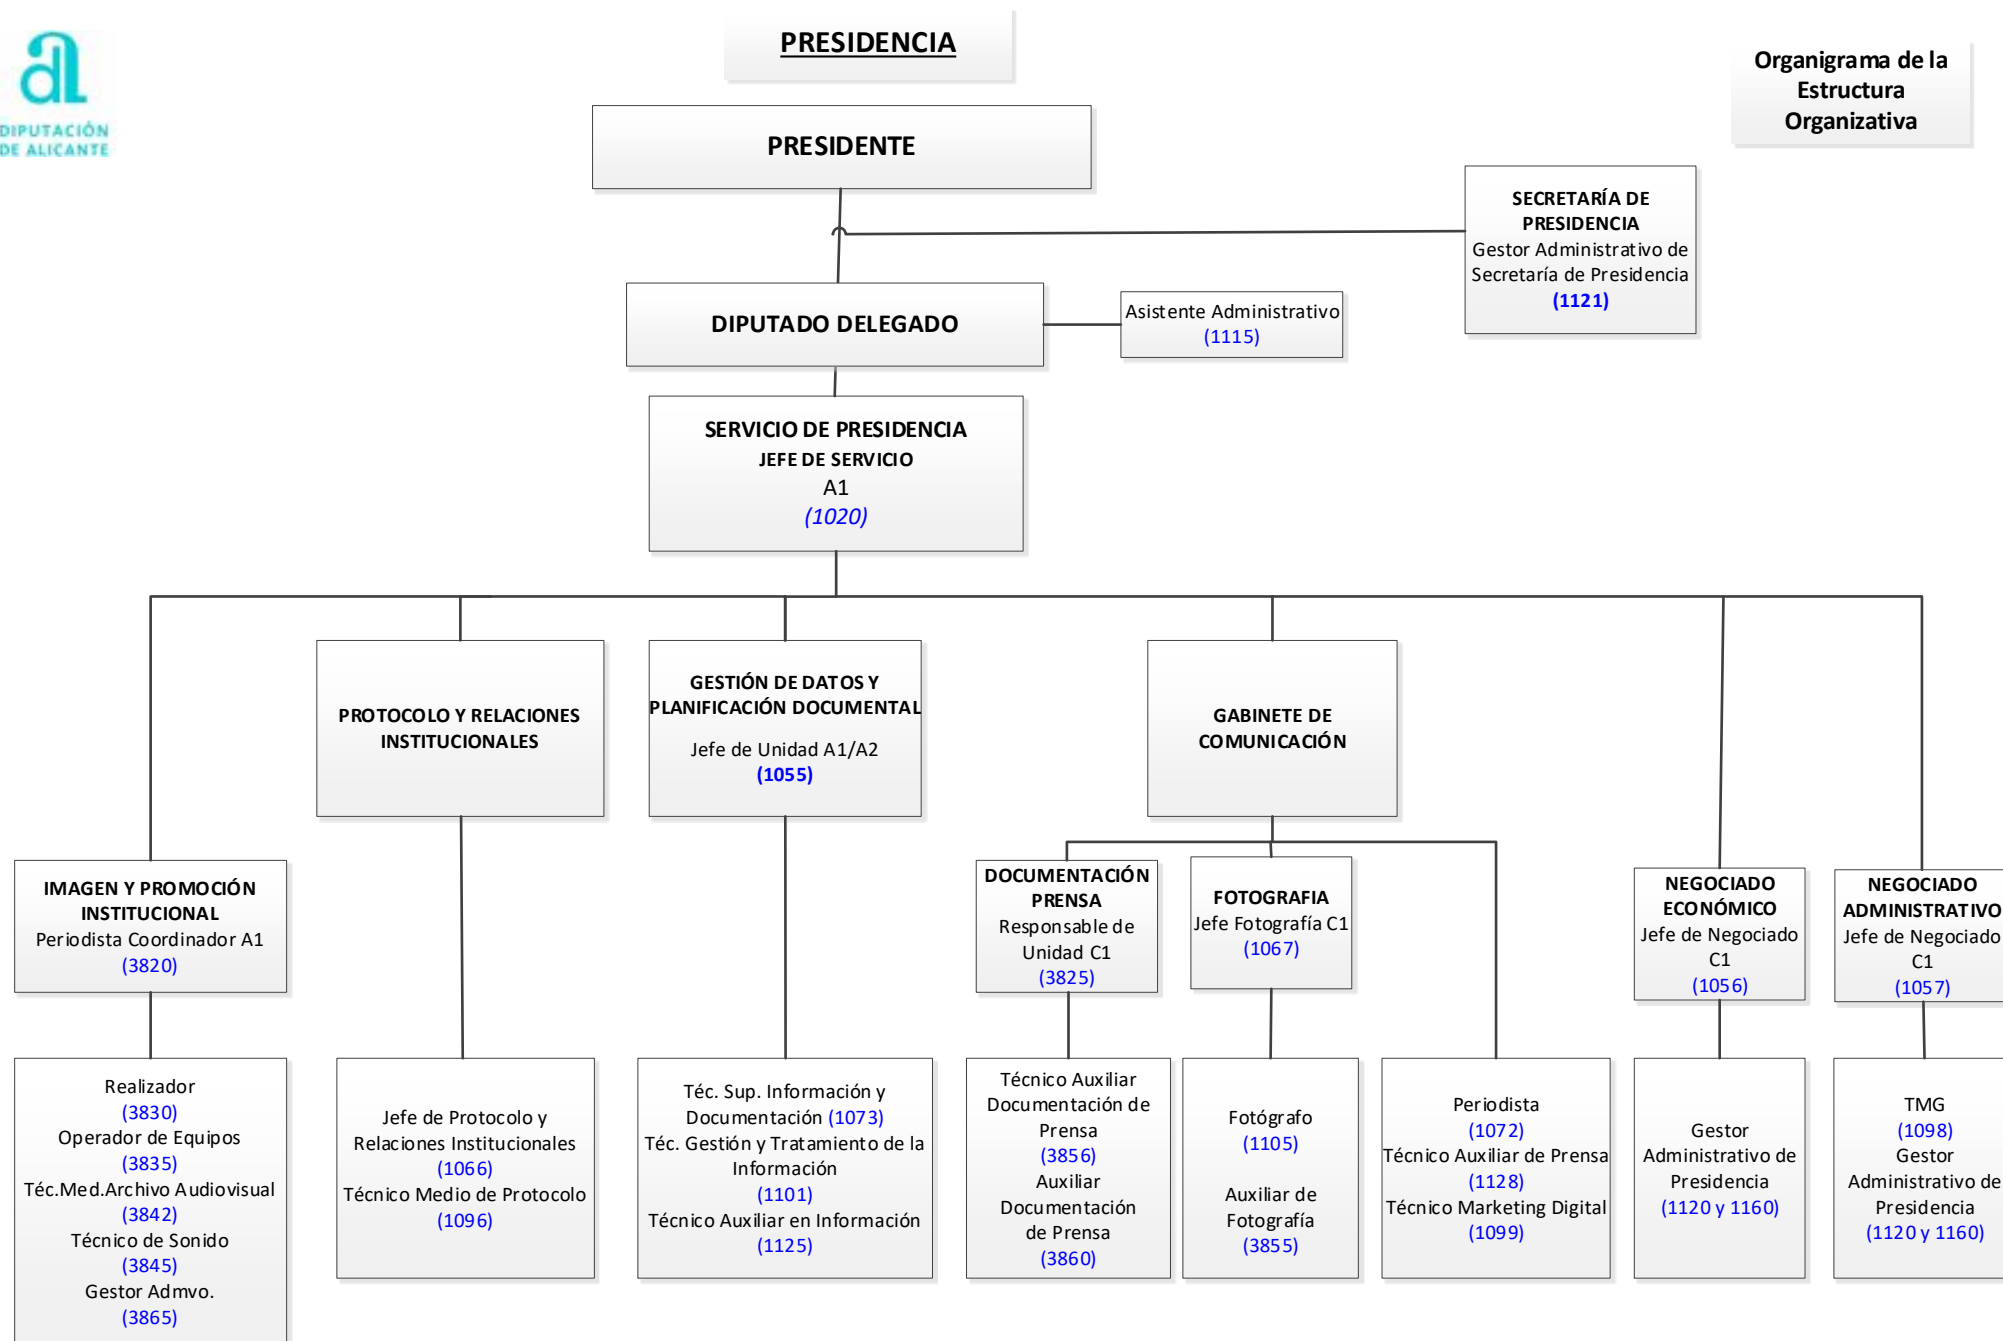 DIPUTACIÓN
DE ALICANTE
PRESIDENCIA
Organigrama de la
Estructura
Organizativa
PRESIDENTE
SECRETARÍA DE
PRESIDENCIA
Gestor Administrativo de
Secretaría de Presidencia
(1121)
DIPUTADO DELEGADO
Asistente Administrativo
(1115)
SERVICIO DE PRESIDENCIA
JEFE DE SERVICIO
A1
(1020)
PROTOCOLO Y RELACIONES
INSTITUCIONALES
GESTIÓN DE DATOS Y
PLANIFICACIÓN DOCUMENTAL
Jefe de Unidad A1/A2
(1055)
GABINETE DE
COMUNICACIÓN
IMAGEN Y PROMOCIÓN
INSTITUCIONAL
Periodista Coordinador A1
(3820)
DOCUMENTACIÓN
PRENSA
Responsable de
Unidad C1
(3825)
FOTOGRAFIA
Jefe Fotografía C1
(1067)
NEGOCIADO
ECONÓMICO
Jefe de Negociado
C1
(1056)
NEGOCIADO
ADMINISTRATIVO
Jefe de Negociado
C1
(1057)
Realizador
(3830)
Operador de Equipos
(3835)
Téc.Med.Archivo Audiovisual
(3842)
Técnico de Sonido
(3845)
Gestor Admvo.
(3865)
Jefe de Protocolo y
Relaciones Institucionales
(1066)
Técnico Medio de Protocolo
(1096)
Téc. Sup. Información y
Documentación (1073)
Téc. Gestión y Tratamiento de la
Información
(1101)
Técnico Auxiliar en Información
(1125)
Técnico Auxiliar
Documentación de
Prensa
(3856)
Auxiliar
Documentación
de Prensa
(3860)
Fotógrafo
(1105)
Auxiliar de
Fotografía
(3855)
Periodista
(1072)
Técnico Auxiliar de Prensa
(1128)
Técnico Marketing Digital
(1099)
Gestor
Administrativo de
Presidencia
(1120 y 1160)
TMG
(1098)
Gestor
Administrativo de
Presidencia
(1120 y 1160)